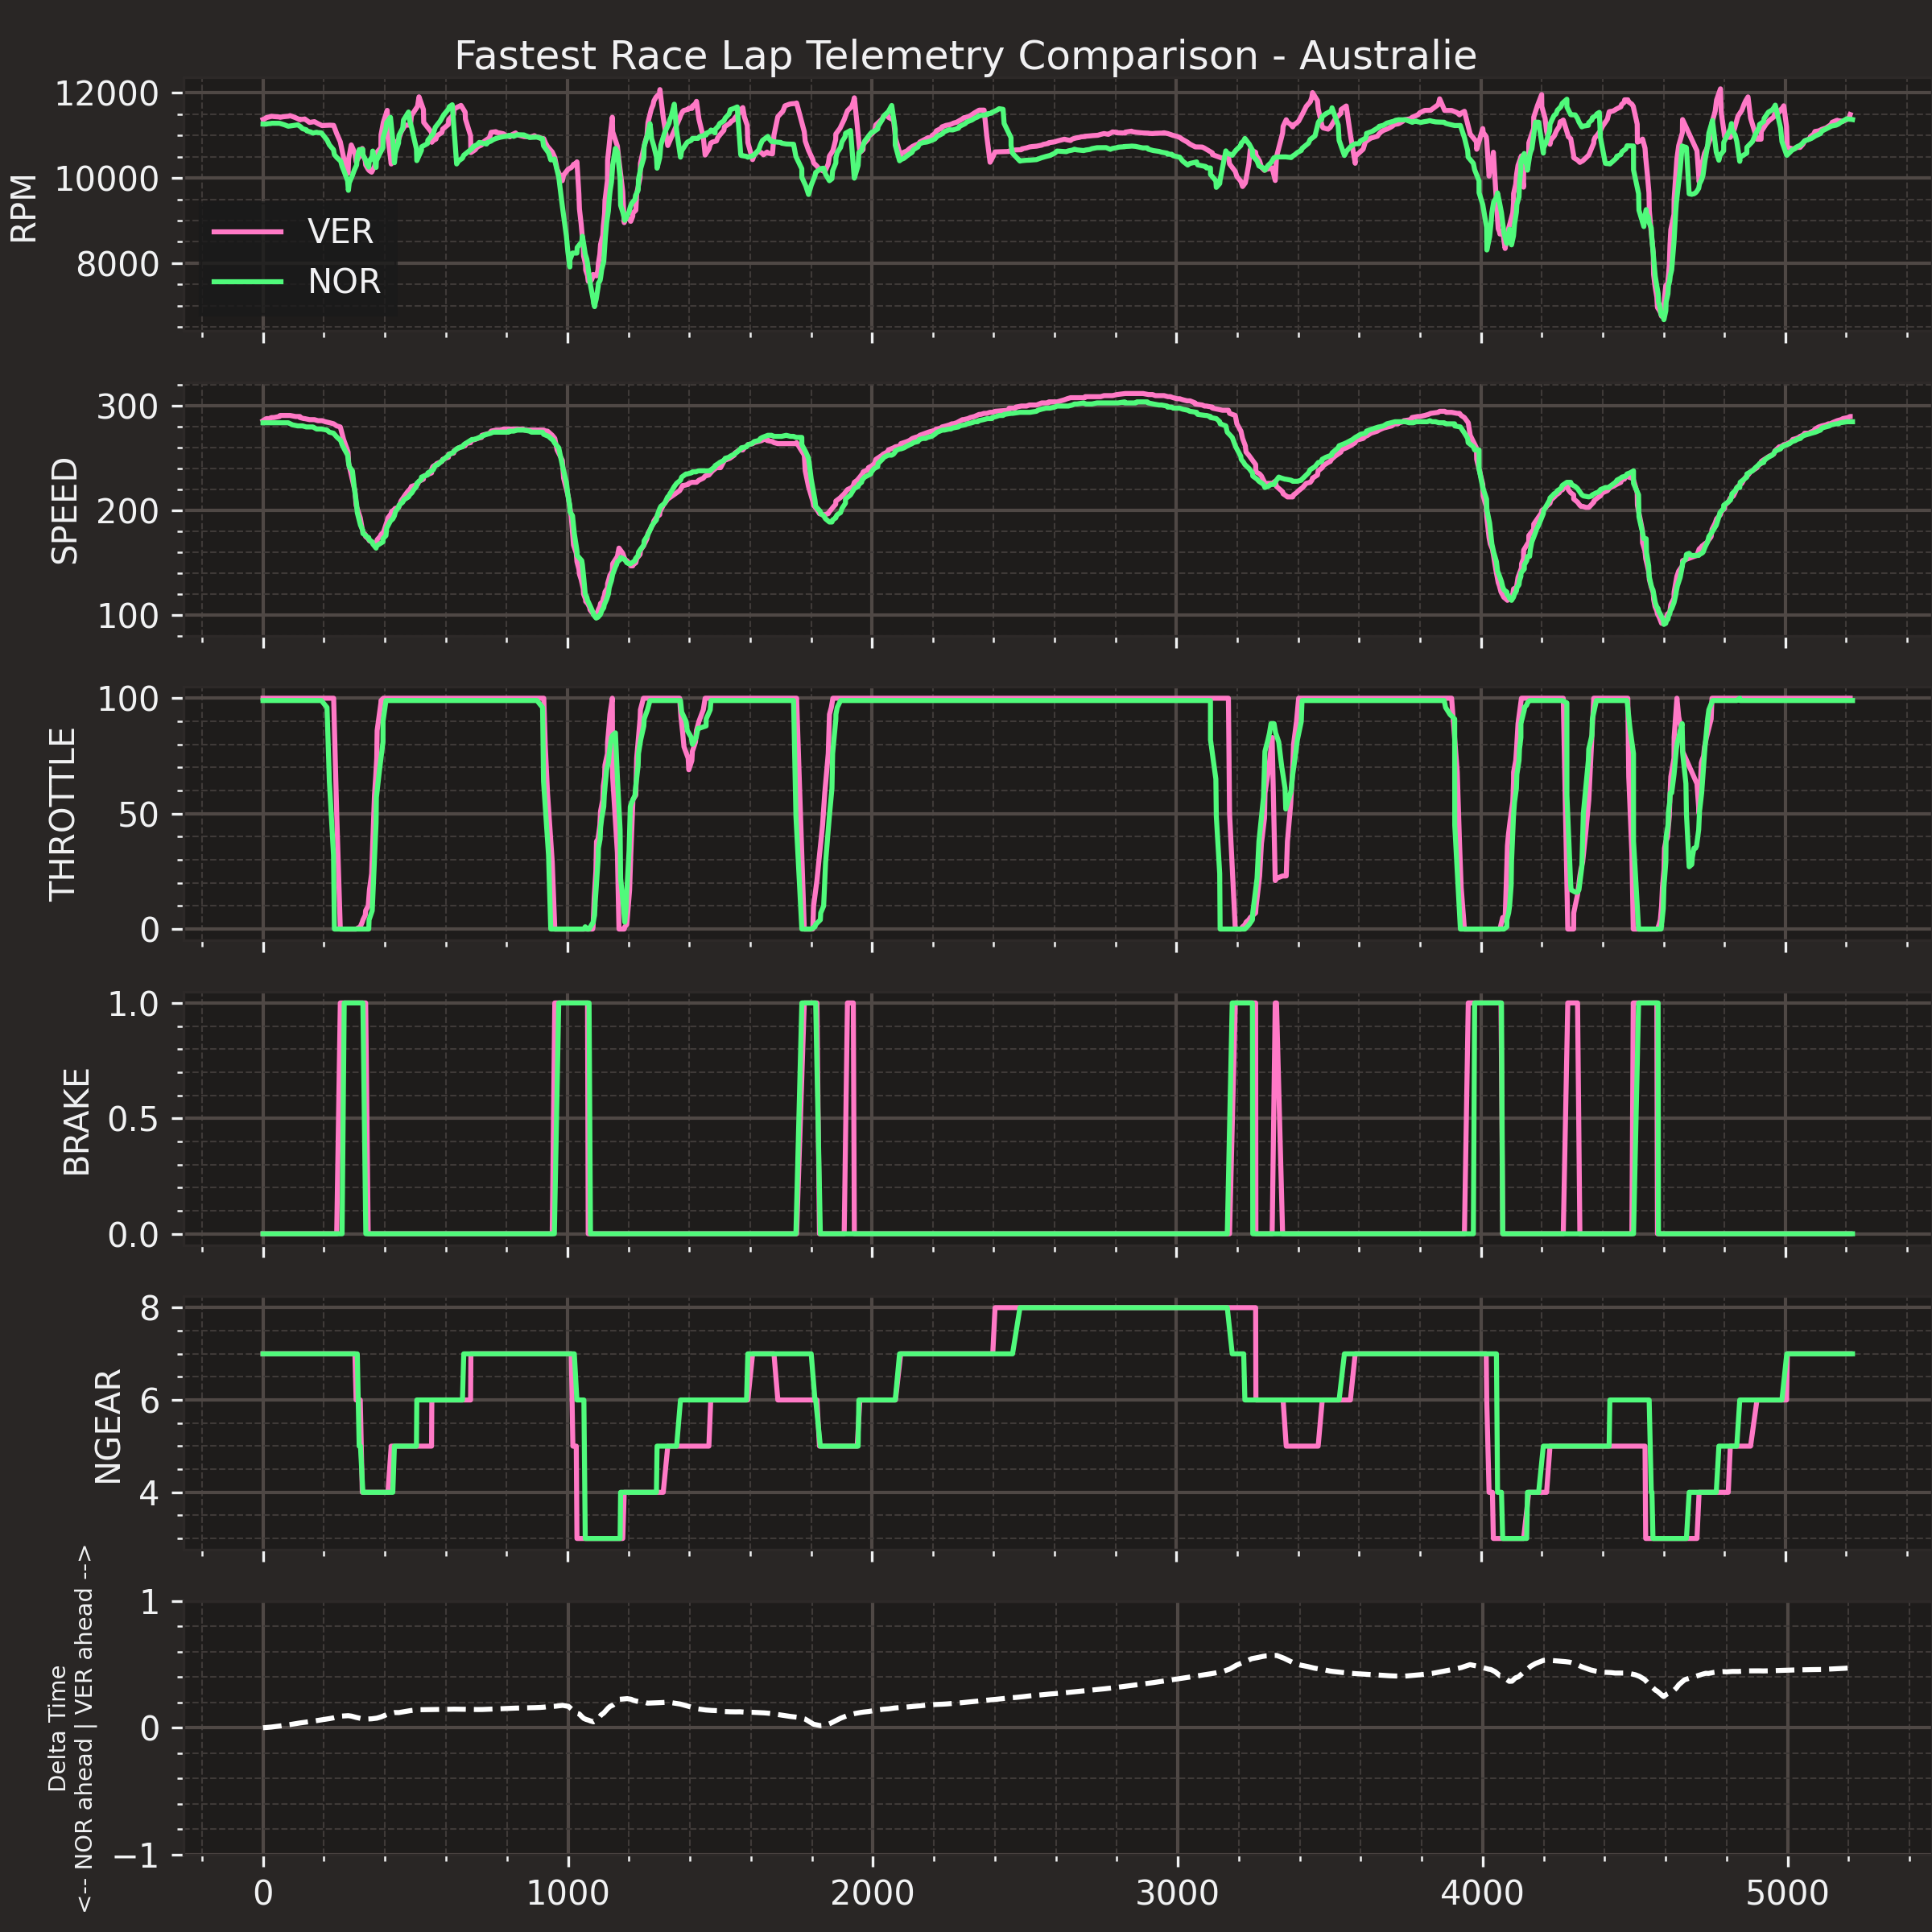 Fastest Race Lap Telemetry Comparison - Australie
RPM
12000
10000
8000
VER
NOR
SPEED
300
200
100
THROTTLE
100
50
0
BRAKE
1.0
0.5
0.0
NGEAR
8
6
4
Delta Time
<-- NOR ahead | VER ahead -->
1
0
−1
0 1000 2000 3000 4000 5000